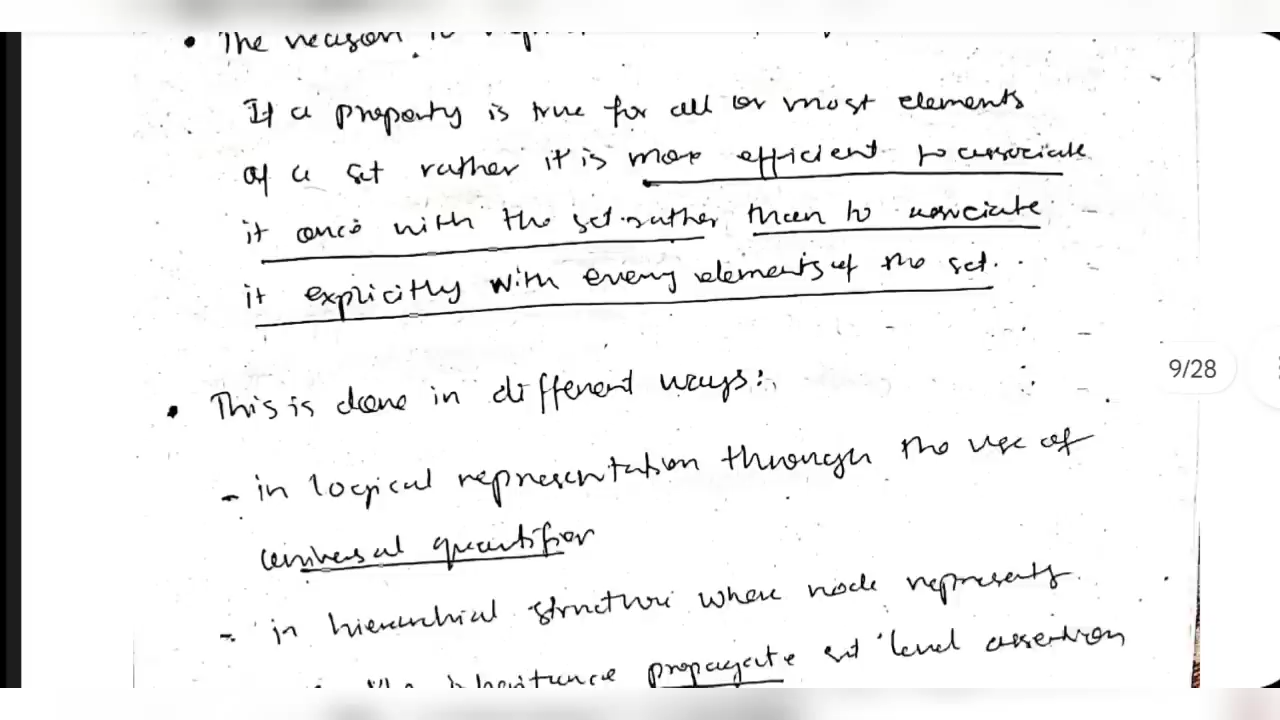 • The reason
If a property is true for all or most elements
of a set rather it is more efficient to associate
it once with the set rather than to associate
it explicitly with every elements of the set.
• This is done in different ways:
- in logical representation through the use of
universal quantifier
- in hierarchial structure where node represents
inheritance propagate set level assertion
9/28